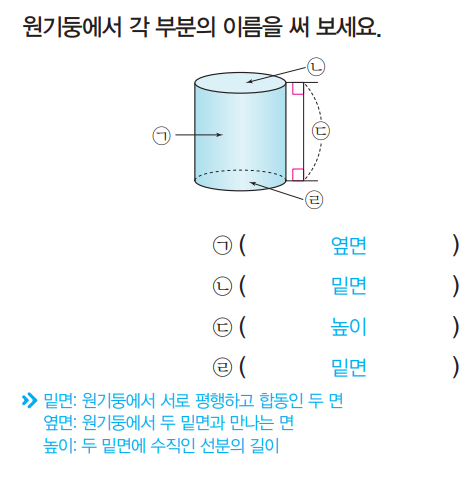 원기둥에서 각 부분의 이름을 써 보세요.
㉡
㉠
㉢
㉣
㉠ ( 옆면 )
㉡ ( 밑면 )
㉢ ( 높이 )
㉣ ( 밑면 )
밑면: 원기둥에서 서로 평행하고 합동인 두 면
옆면: 원기둥에서 두 밑면과 만나는 면
높이: 두 밑면에 수직인 선분의 길이